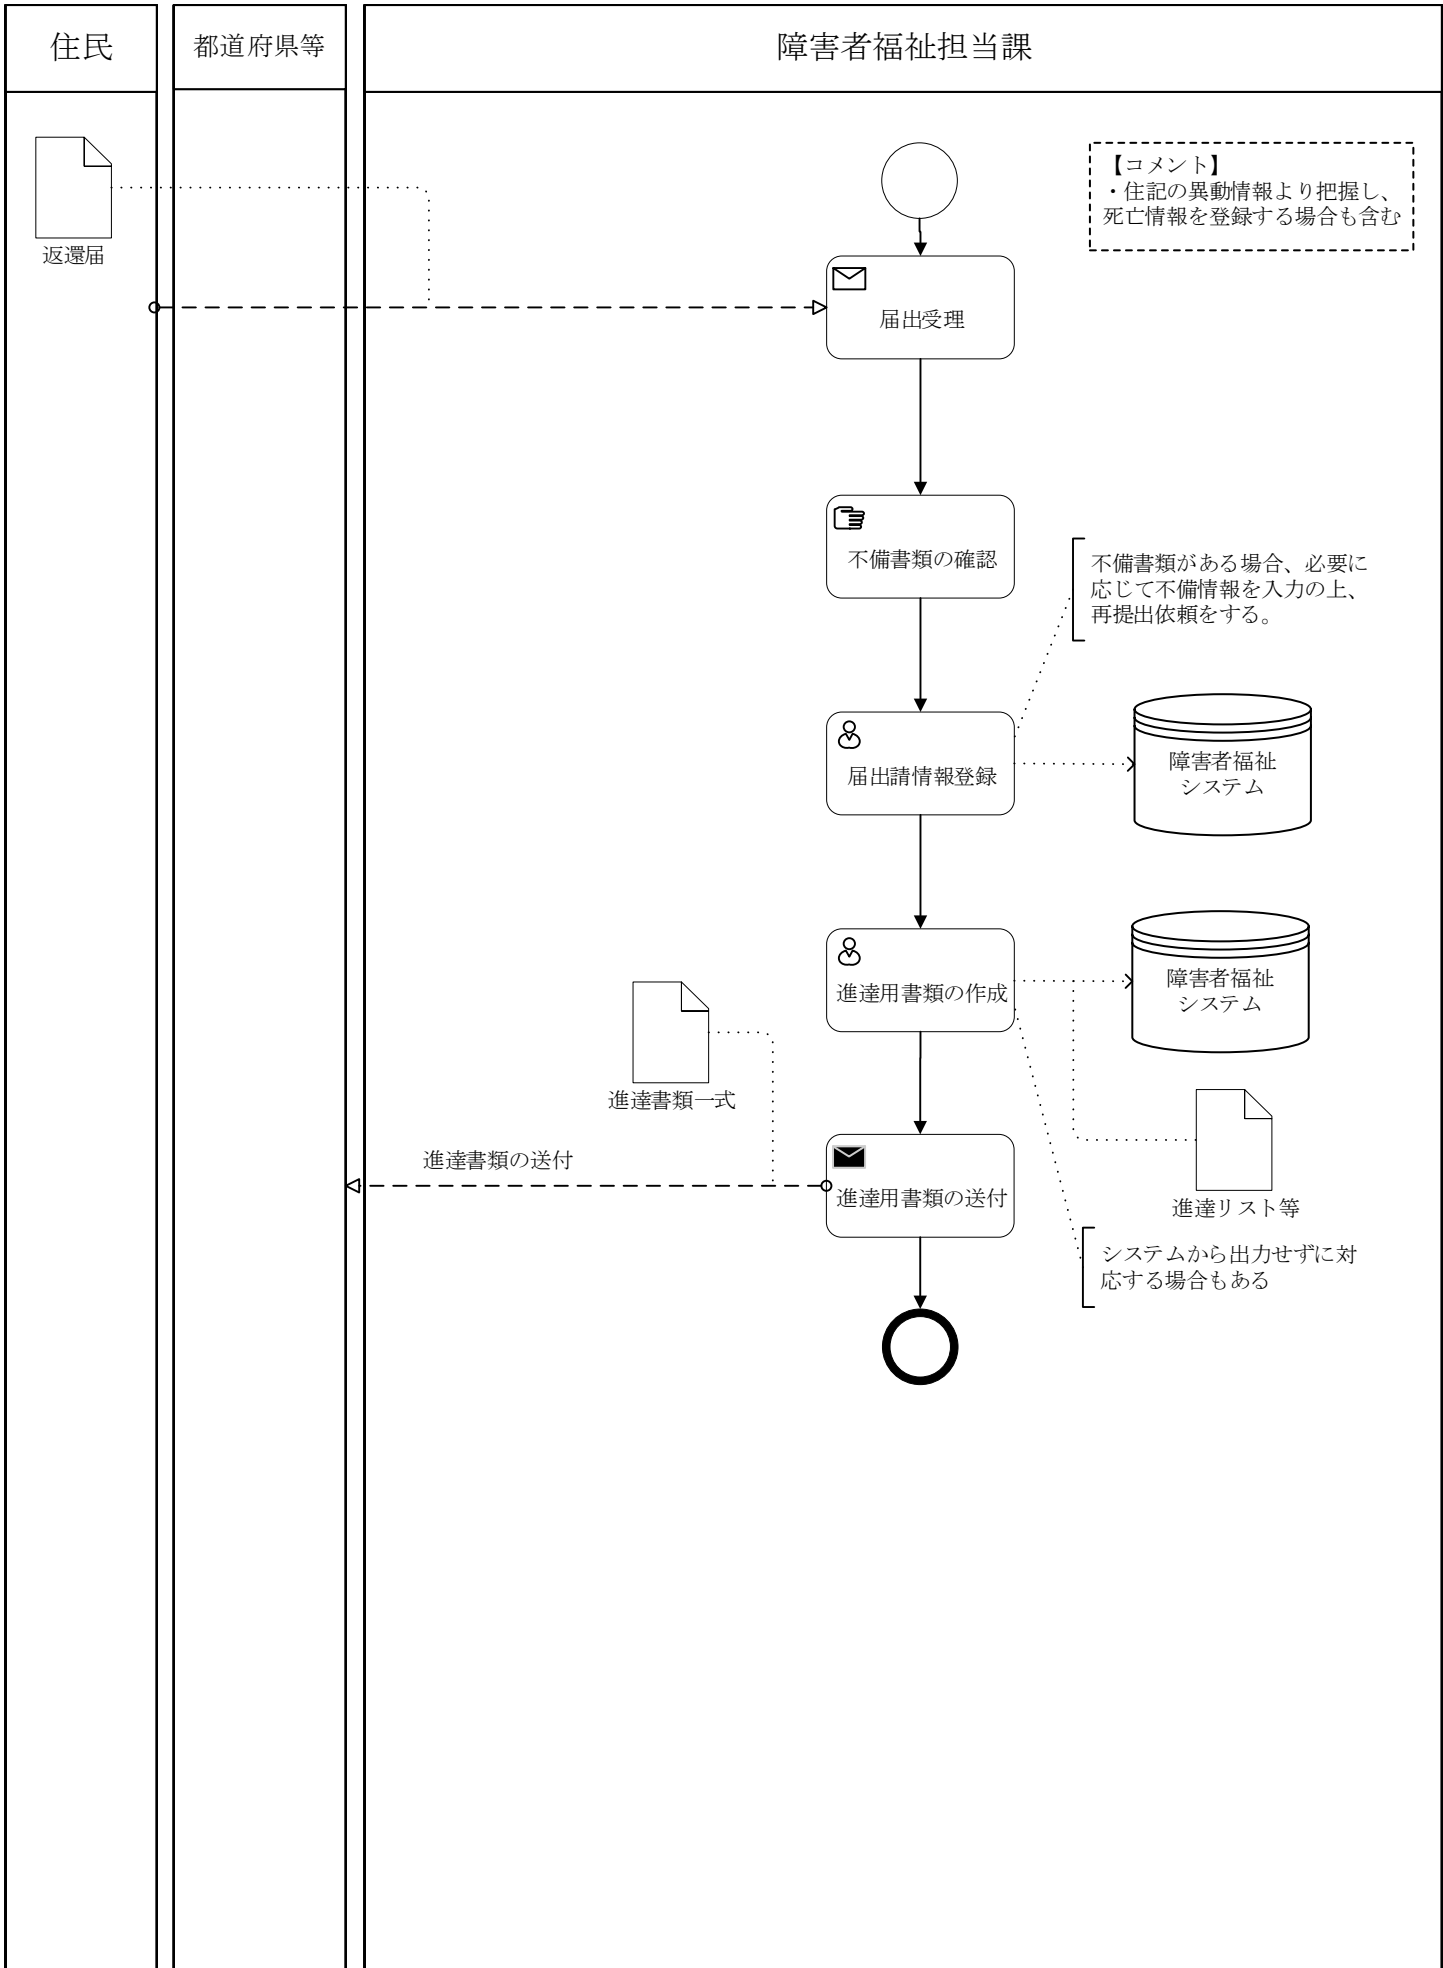 住民
都道府県等
障害者福祉担当課
返還届
【コメント】
・住記の異動情報より把握し、
死亡情報を登録する場合も含む
届出受理
不備書類の確認
不備書類がある場合、必要に
応じて不備情報を入力の上、
再提出依頼をする。
届出請情報登録
障害者福祉
システム
進達用書類の作成
障害者福祉
システム
進達書類一式
進達書類の送付
進達用書類の送付
進達リスト等
システムから出力せずに対
応する場合もある